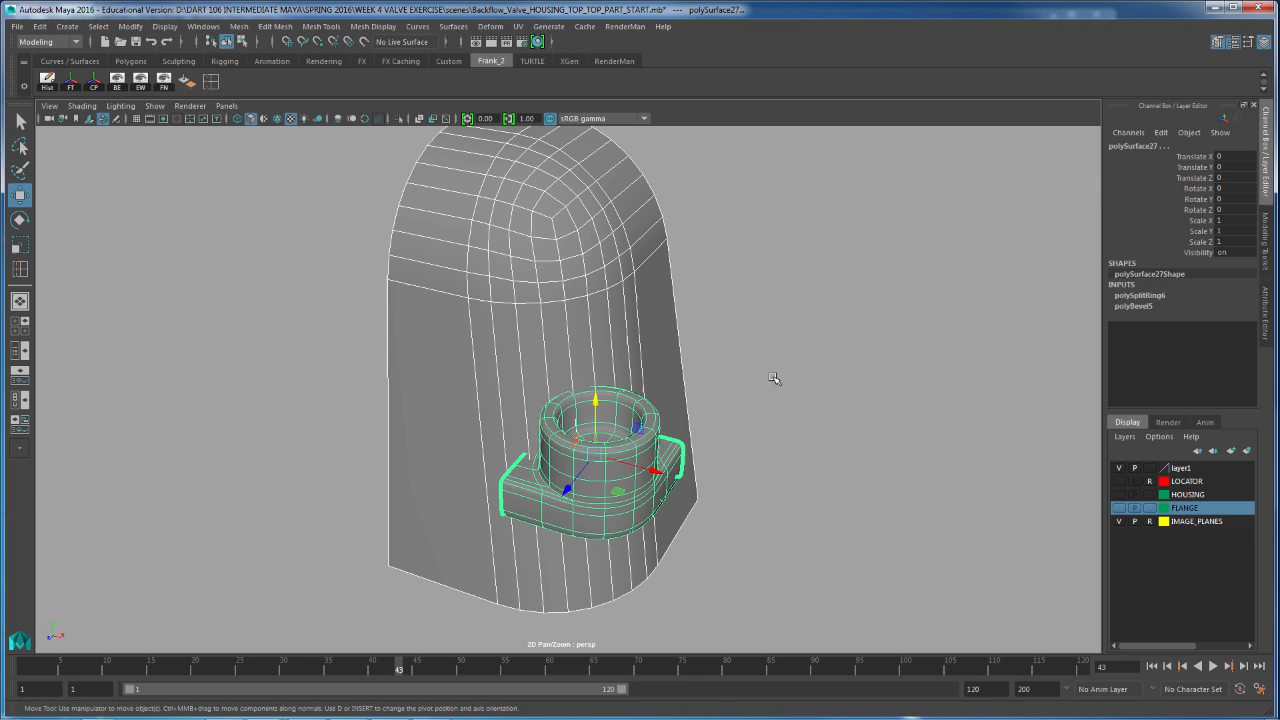 Autodesk Maya 2016 - Educational Version: D:\DART 106 INTERMEDIATE MAYA\SPRING 2016\WEEK 4 VALVE EXERCISE\scenes\Backflow_Valve_HOUSING_TOP_TOP_PART_START.mb* --- polySurface27...
File Edit Create Select Modify Display Windows Mesh Edit Mesh Mesh Tools Mesh Display Curves Surfaces Deform UV Generate Cache RenderMan Help
Modeling No Live Surface
Curves / Surfaces Polygons Sculpting Rigging Animation Rendering FX FX Caching Custom Frank_2 TURTLE XGen RenderMan
Hist FT CP BE EW FN
View Shading Lighting Show Renderer Panels
0.00 1.00 sRGB gamma
Channel Box / Layer Editor
Channels Edit Object Show
polySurface27 . . .
Translate X 0
Translate Y 0
Translate Z 0
Rotate X 0
Rotate Y 0
Rotate Z 0
Scale X 1
Scale Y 1
Scale Z 1
Visibility on
SHAPES
polySurface27Shape
INPUTS
polySplitRing6
polyBevel5
Channel Box / Layer Editor
Modeling Toolkit
Attribute Editor
Display Render Anim
Layers Options Help
V P layer1
R LOCATOR
HOUSING
P FLANGE
V P R IMAGE_PLANES
y
z x
2D Pan/Zoom : persp
5 10 15 20 25 30 35 40 43 45 50 55 60 65 70 75 80 85 90 95 100 105 110 115 120 43
1 1 1 120 120 200 No Anim Layer No Character Set
Move Tool: Use manipulator to move object(s). Ctrl+MMB+drag to move components along normals. Use D or INSERT to change the pivot position and axis orientation.